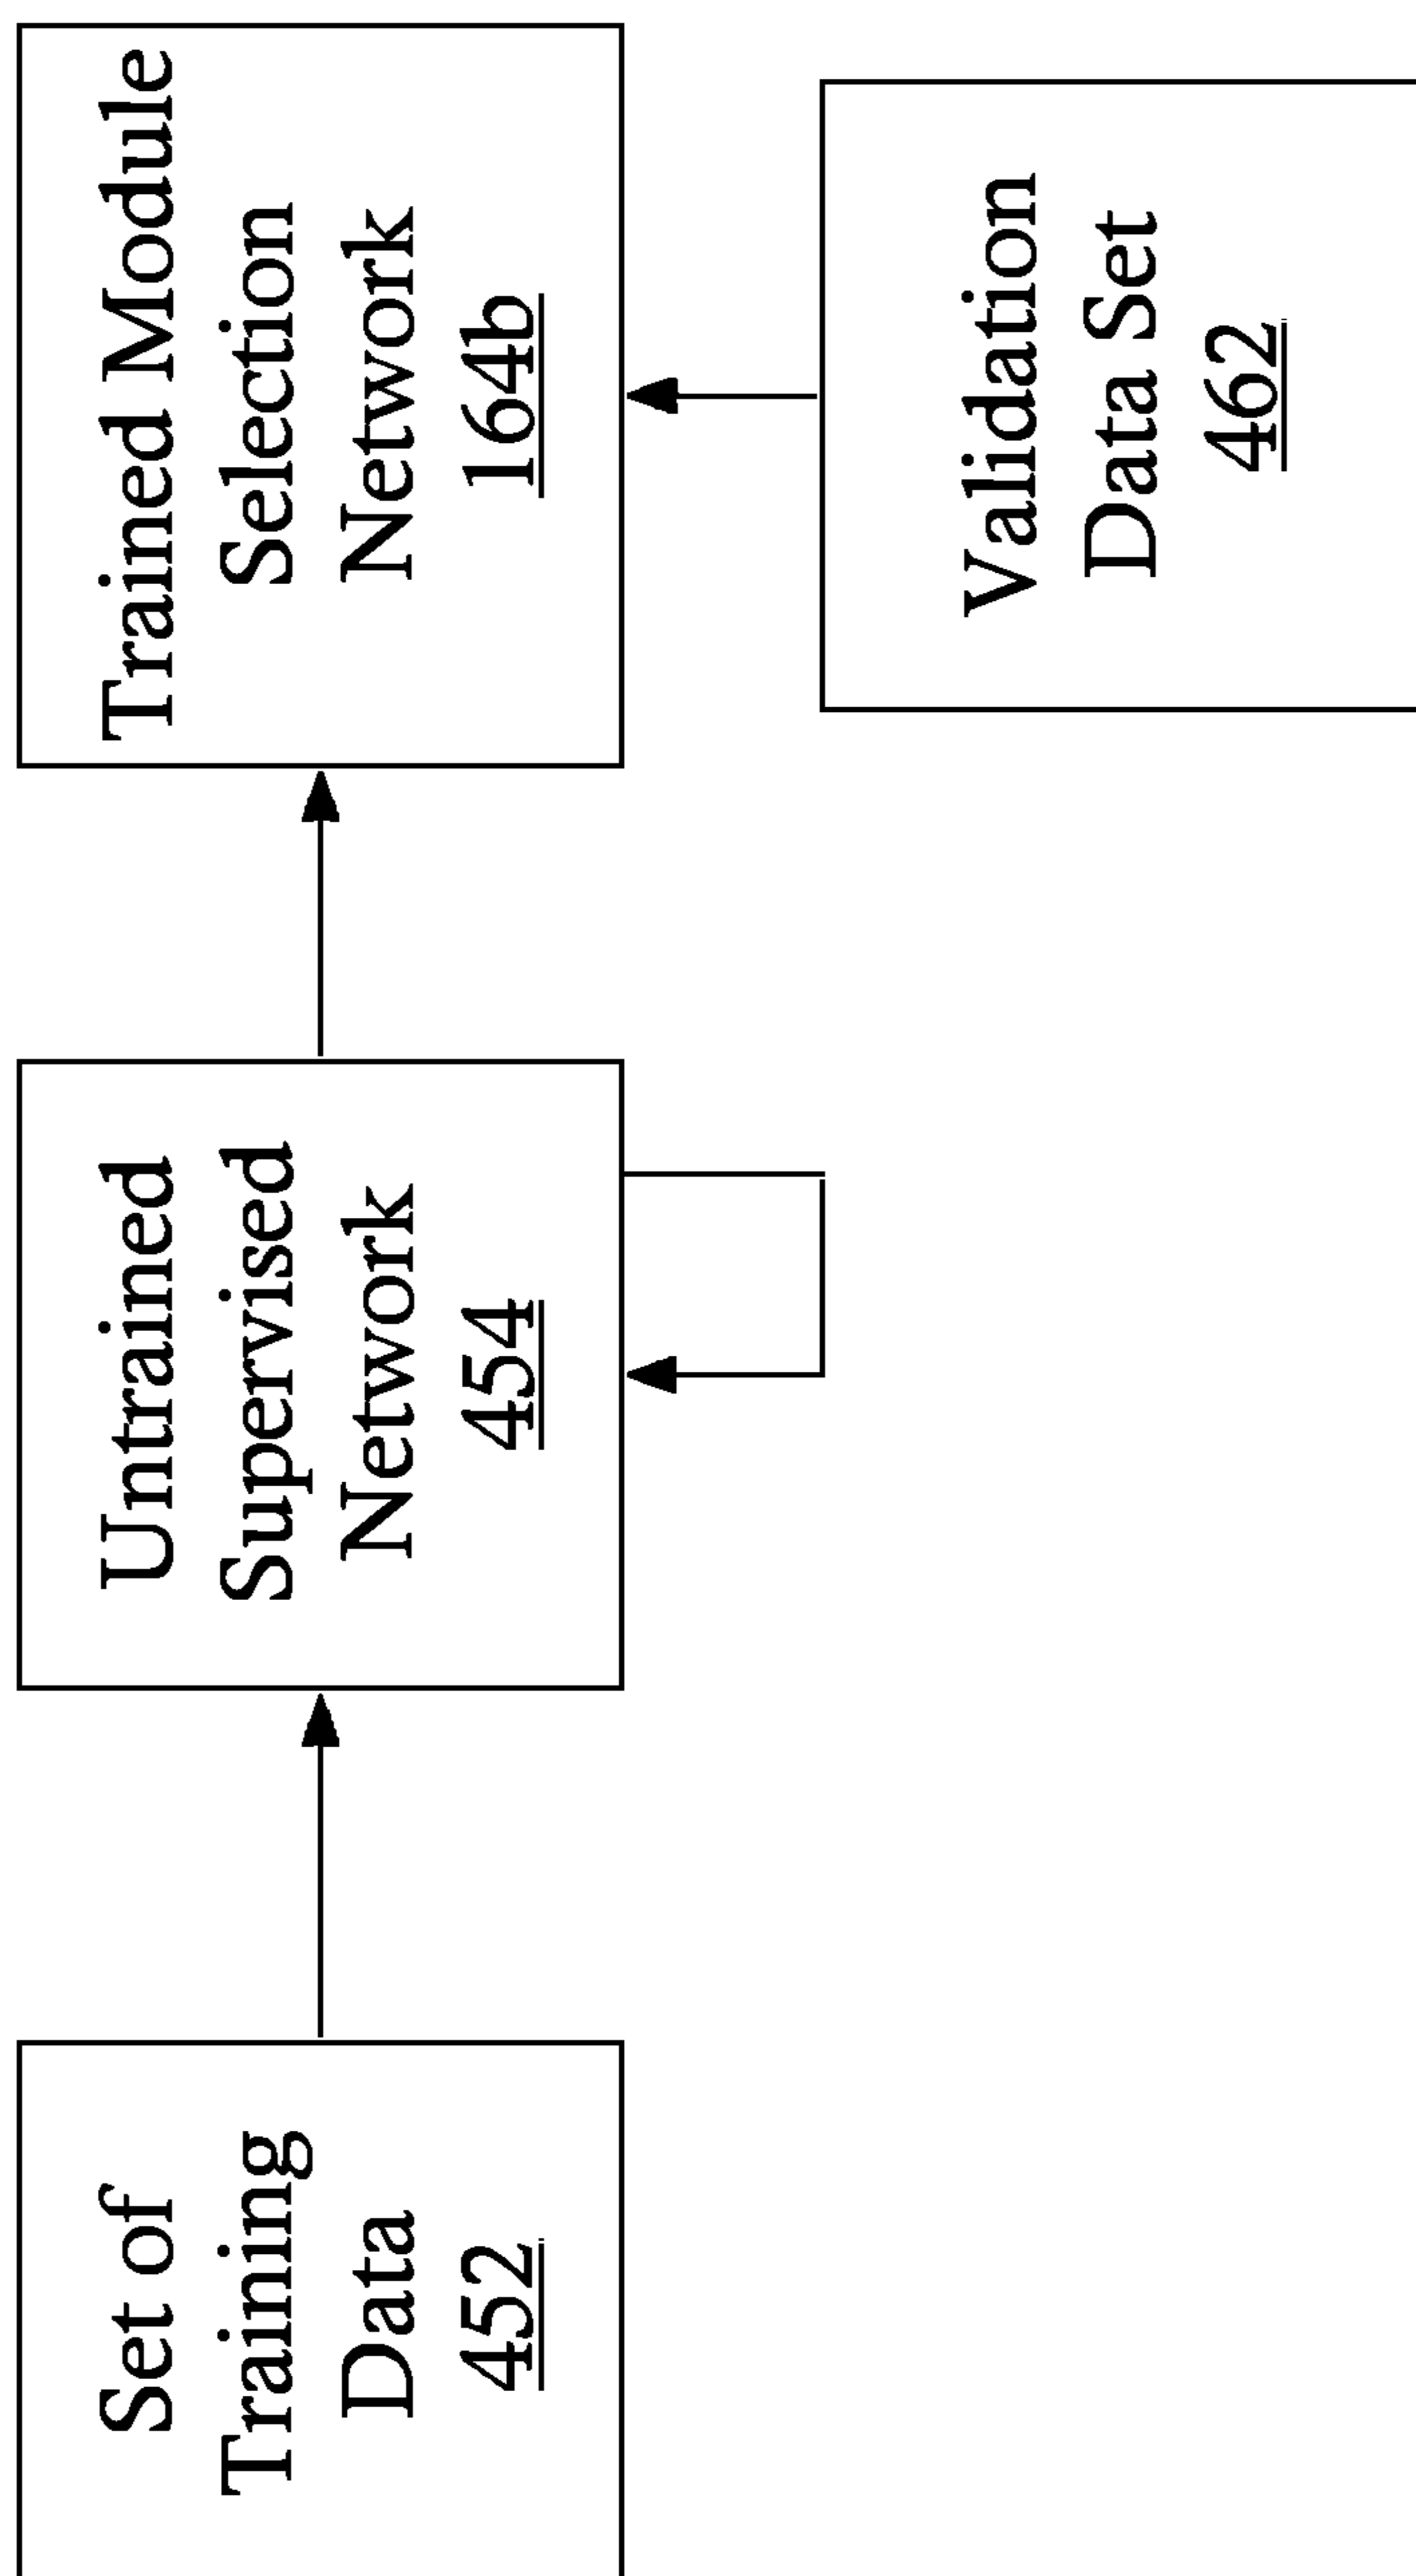 Set of
Training
Data
452
Untrained
Supervised
Network
454
Trained Module
Selection
Network
164b
Validation
Data Set
462